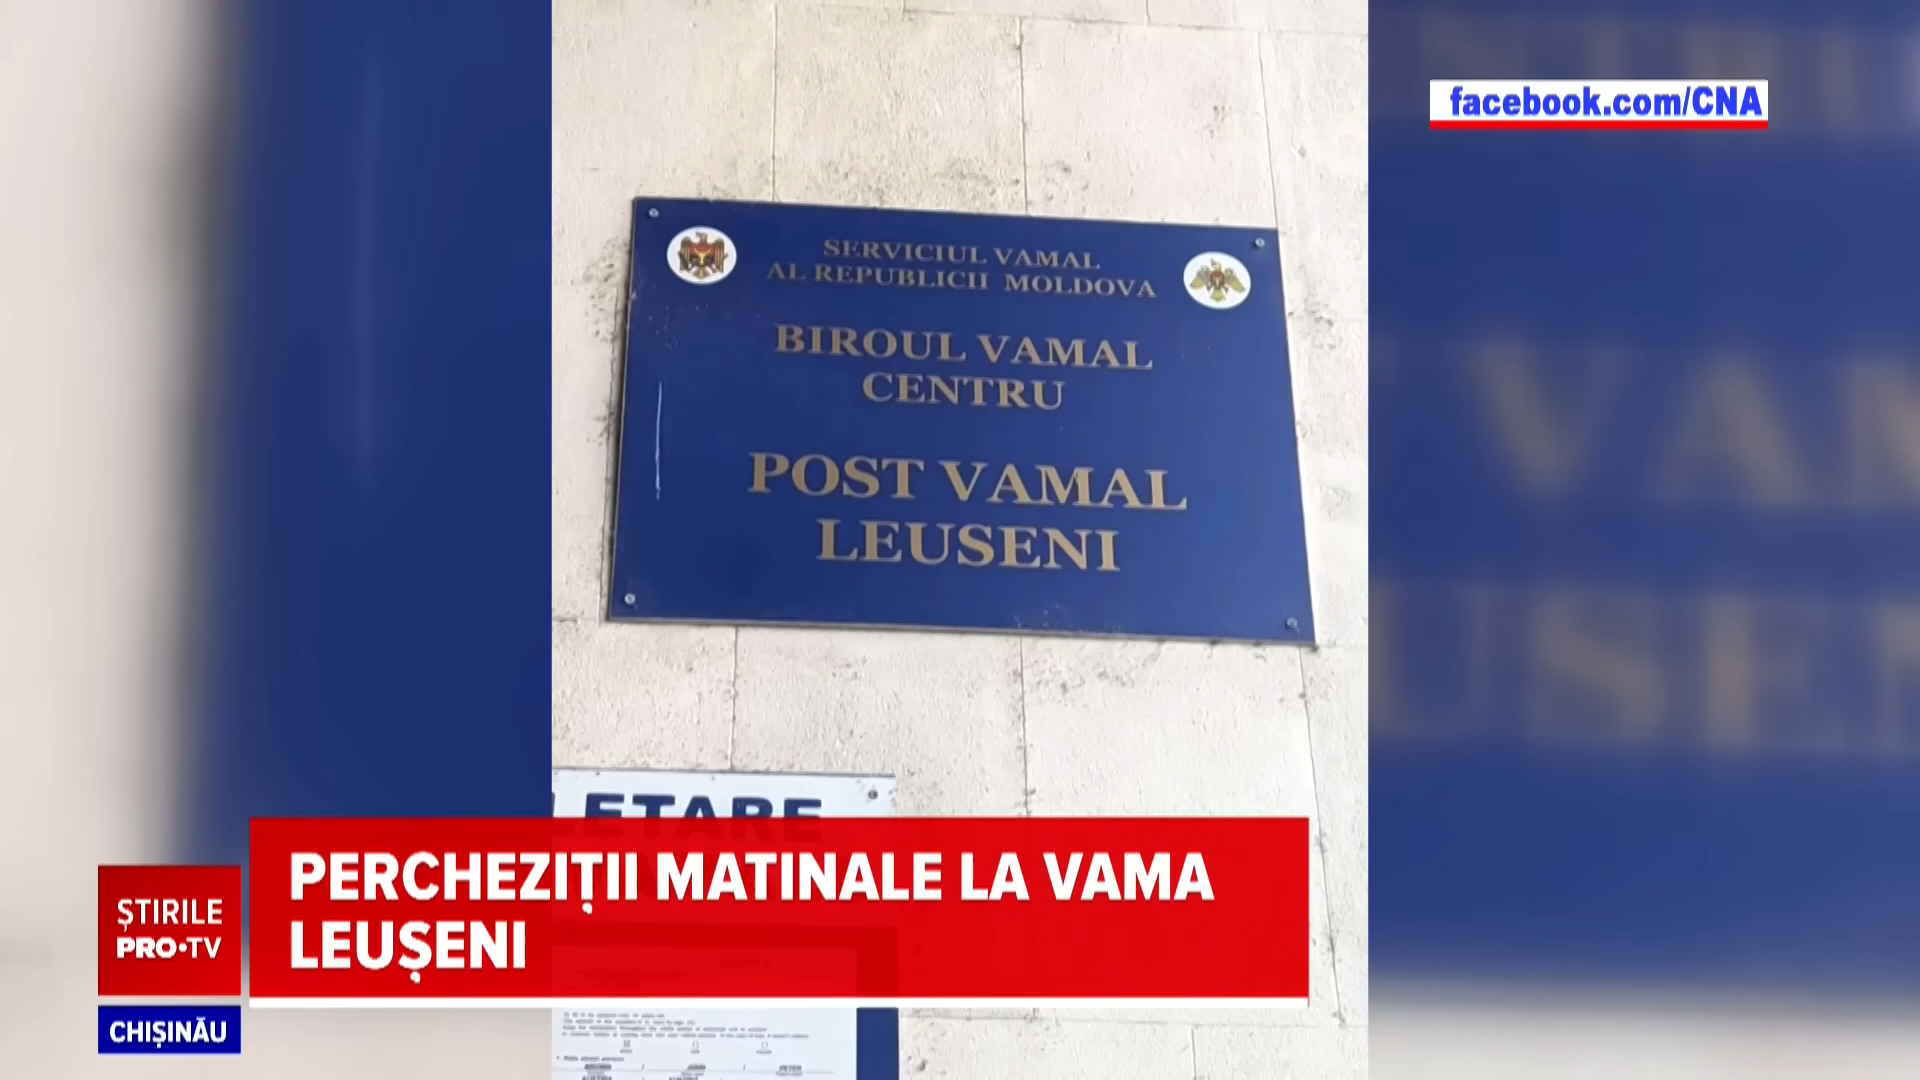 facebook.com/CNA
SERVICIUL VAMAL
AL REPUBLICII MOLDOVA
BIROUL VAMAL
CENTRU
POST VAMAL
LEUSENI
LETARE
PERCHEZIȚII MATINALE LA VAMA
LEUȘENI
ȘTIRILE
PRO•TV
CHIȘINĂU